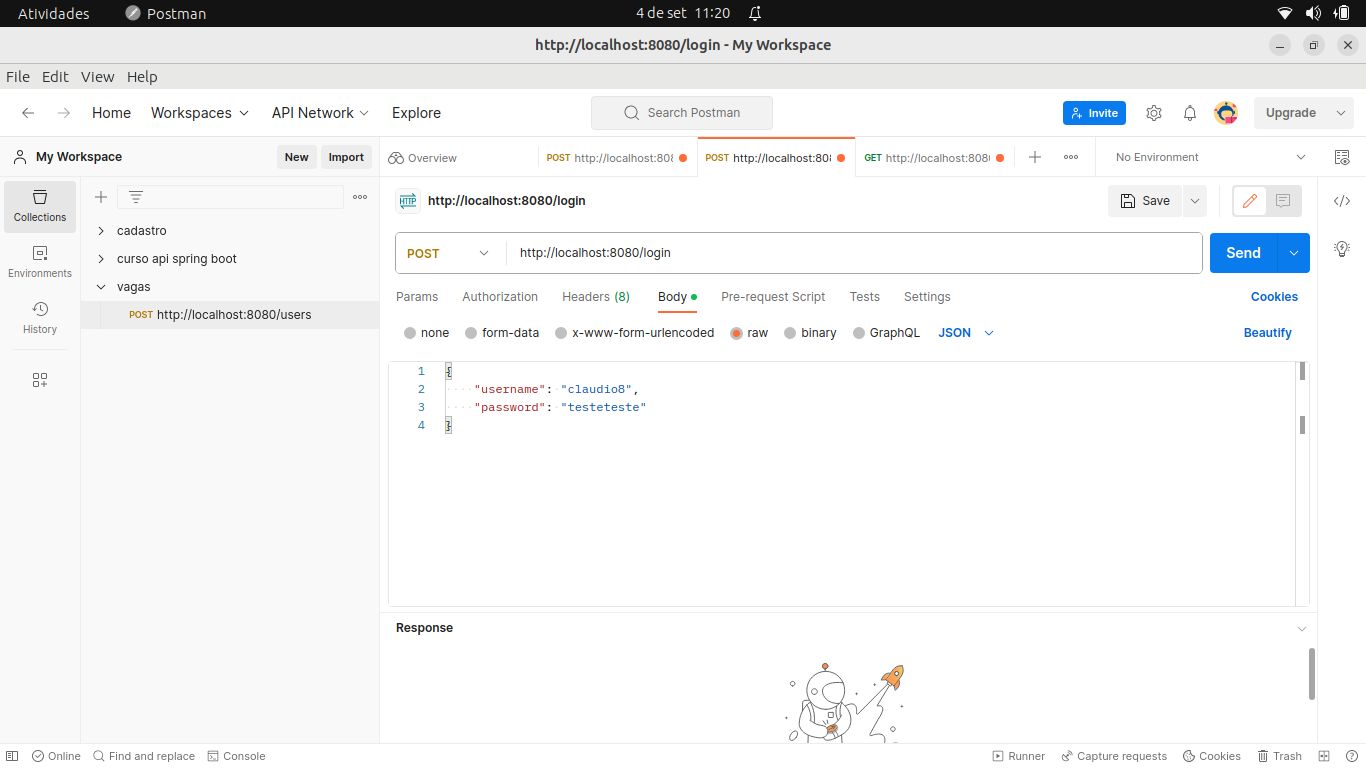 Atividades Postman 4 de set 11:20
http://localhost:8080/login - My Workspace
File Edit View Help
Home Workspaces API Network Explore Search Postman Invite Upgrade
My Workspace New Import Overview POST http://localhost:808 POST http://localhost:808 GET http://localhost:8080 No Environment
Collections
Environments
History
cadastro
curso api spring boot
vagas
POST http://localhost:8080/users
HTTP http://localhost:8080/login Save
POST http://localhost:8080/login Send
Params Authorization Headers (8) Body Pre-request Script Tests Settings Cookies
none form-data x-www-form-urlencoded raw binary GraphQL JSON Beautify
1 {
2 "username": "claudio8",
3 "password": "testeteste"
4 }
Response
Online Find and replace Console Runner Capture requests Cookies Trash